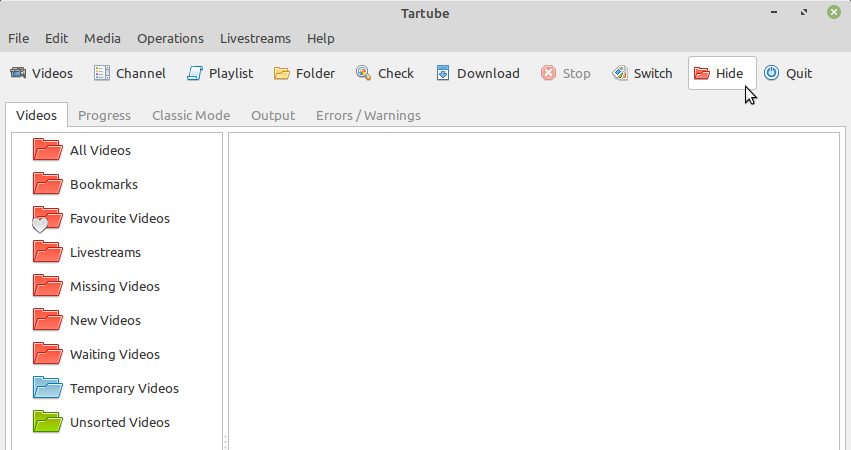 Tartube
File Edit Media Operations Livestreams Help
Videos Channel Playlist Folder Check Download Stop Switch Hide Quit
Videos Progress Classic Mode Output Errors / Warnings
All Videos
Bookmarks
Favourite Videos
Livestreams
Missing Videos
New Videos
Waiting Videos
Temporary Videos
Unsorted Videos